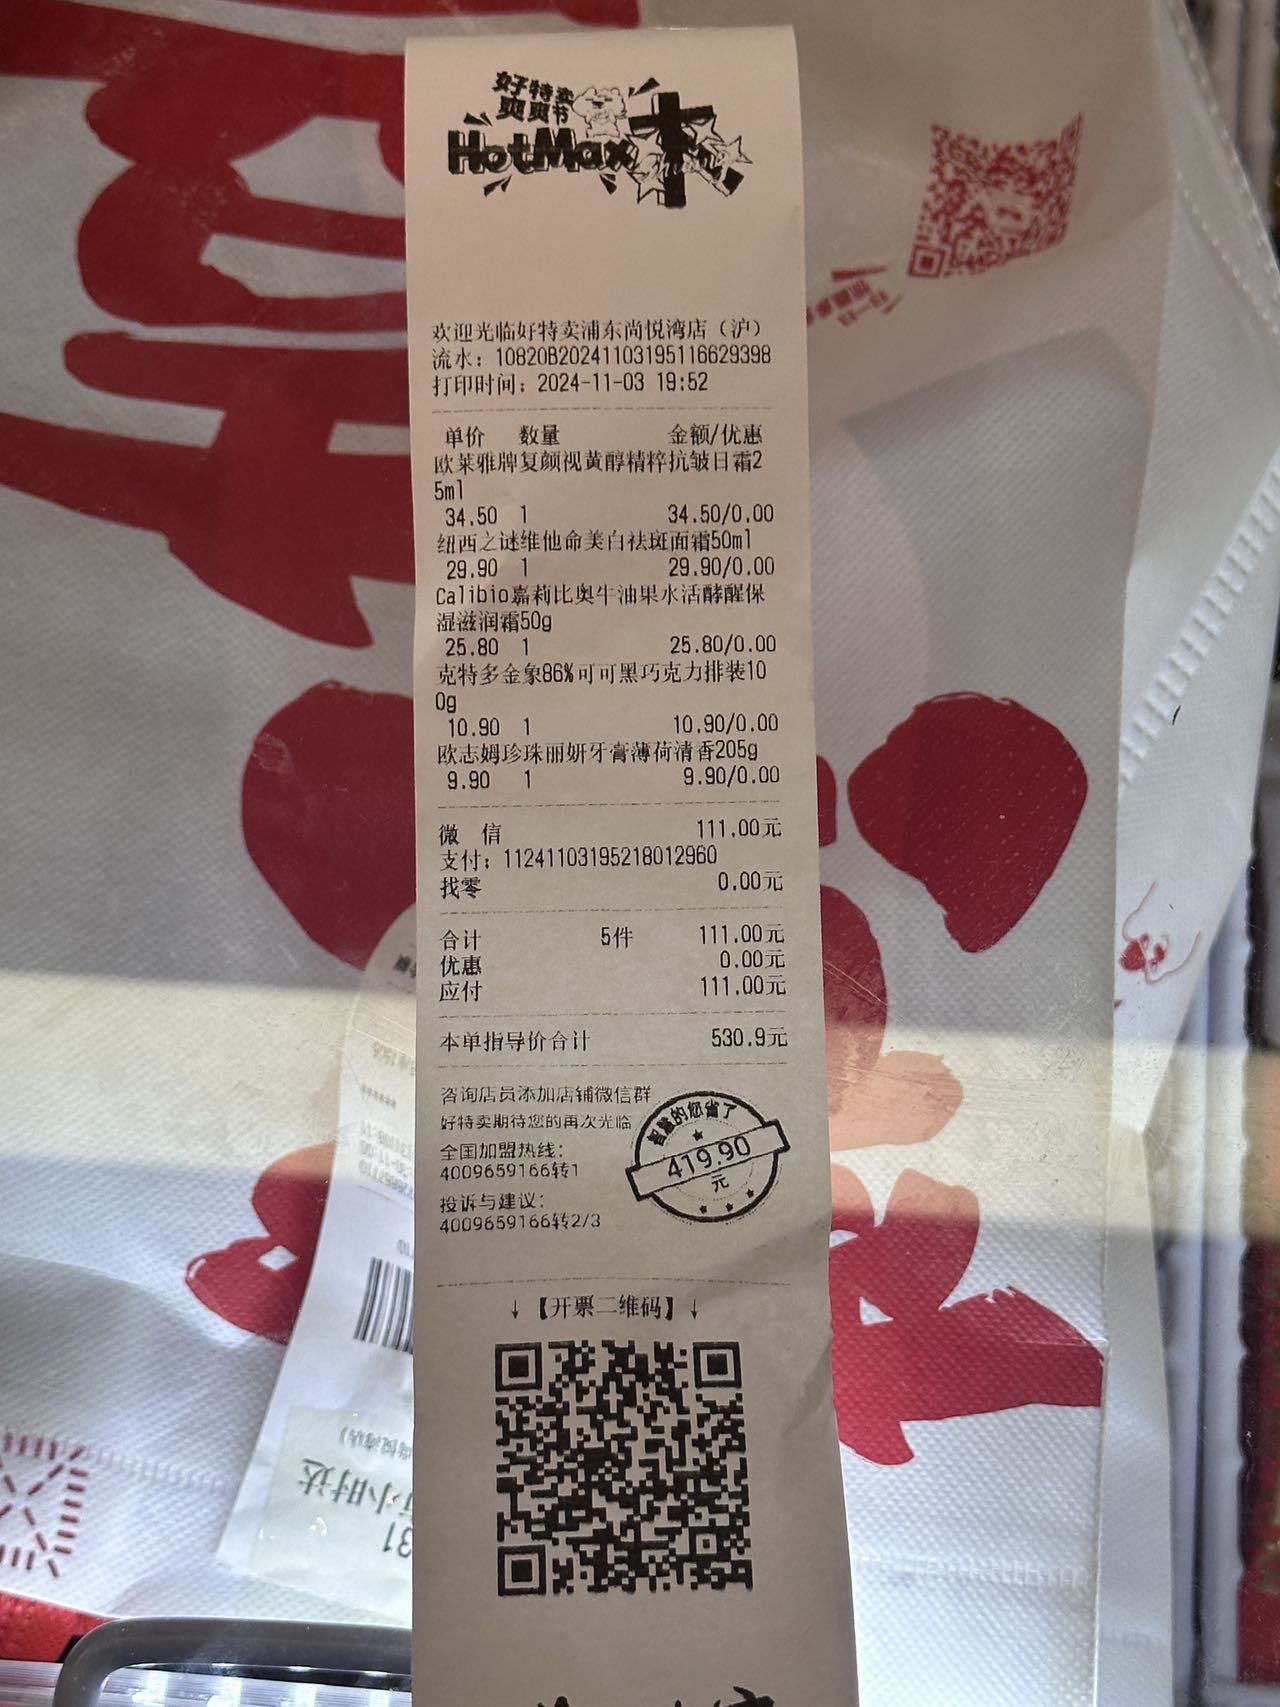 好特卖
爽爽节
HotMax
欢迎光临好特卖浦东尚悦湾店（沪）
流水：10820B20241103195116629398
打印时间：2024-11-03 19:52
单价 数量 金额/优惠
欧莱雅牌复颜视黄醇精粹抗皱日霜2
5ml
34.50 1 34.50/0.00
纽西之谜维他命美白祛斑面霜50ml
29.90 1 29.90/0.00
Calibio嘉莉比奥牛油果水活酵醒保
湿滋润霜50g
25.80 1 25.80/0.00
克特多金象86%可可黑巧克力排装10
0g
10.90 1 10.90/0.00
欧志姆珍珠丽妍牙膏薄荷清香205g
9.90 1 9.90/0.00
微 信 111.00元
支付：11241103195218012960
找零 0.00元
合计 5件 111.00元
优惠 0.00元
应付 111.00元
本单指导价合计 530.9元
咨询店员添加店铺微信群
好特卖期待您的再次光临
全国加盟热线：
4009659166转1
投诉与建议：
4009659166转2/3
智慧的您省了
419.90
元
↓【开票二维码】↓
小时达
31